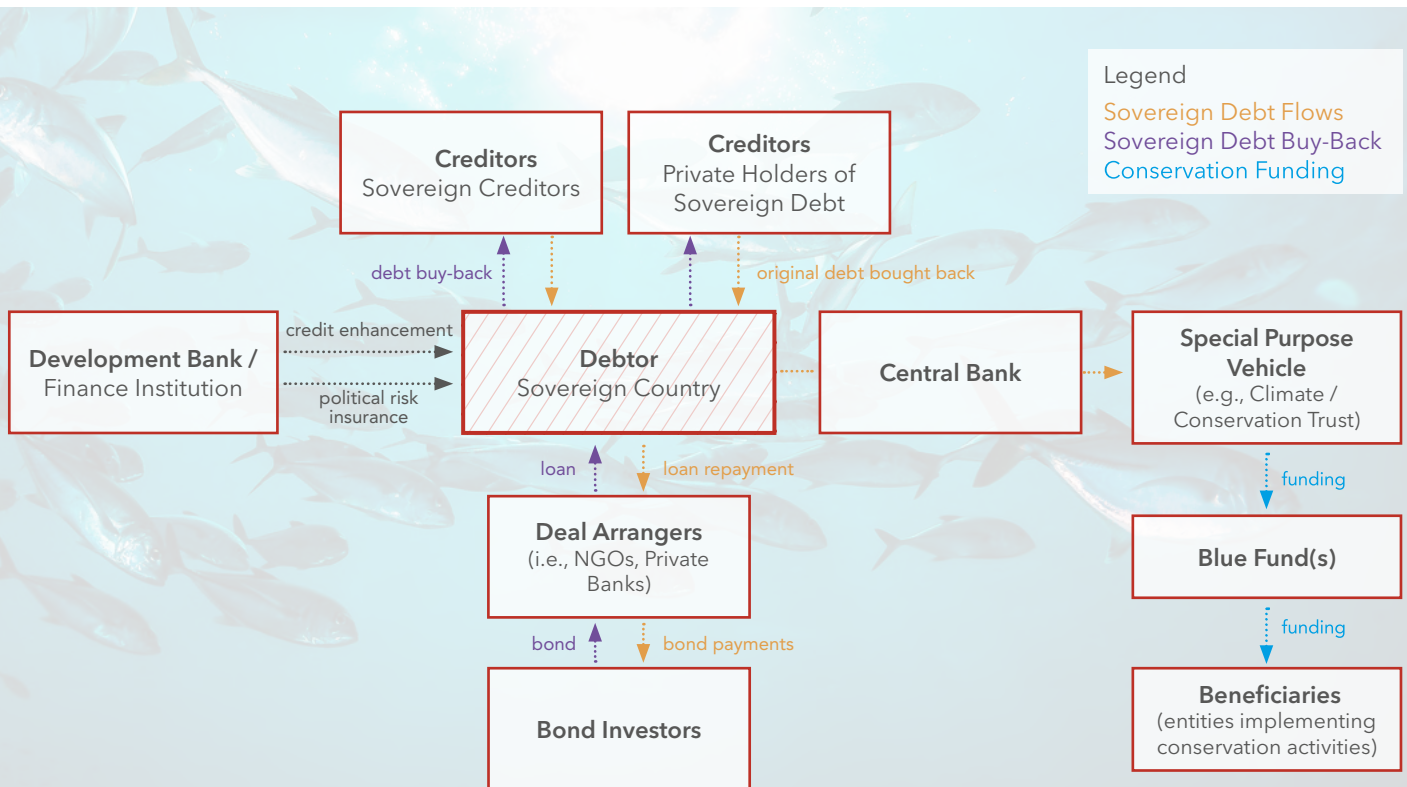 Legend
Sovereign Debt Flows
Sovereign Debt Buy-Back
Conservation Funding
Creditors
Sovereign Creditors
Creditors
Private Holders of
Sovereign Debt
debt buy-back
original debt bought back
Development Bank /
Finance Institution
credit enhancement
political risk
insurance
Debtor
Sovereign Country
Central Bank
Special Purpose
Vehicle
(e.g., Climate /
Conservation Trust)
loan
loan repayment
funding
Deal Arrangers
(i.e., NGOs, Private
Banks)
Blue Fund(s)
bond
bond payments
funding
Bond Investors
Beneficiaries
(entities implementing
conservation activities)